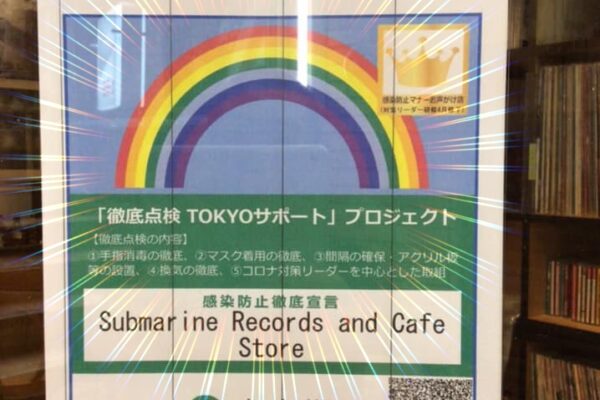 感染防止マナーお声がけ店
「徹底点検 TOKYOサポート」プロジェクト
【徹底点検の内容】
①手指消毒の徹底、②マスク着用の徹底、③間隔の確保・アクリル板
等の設置、④換気の徹底、⑤コロナ対策リーダーを中心とした取組
感染防止徹底宣言
Submarine Records and Cafe
Store